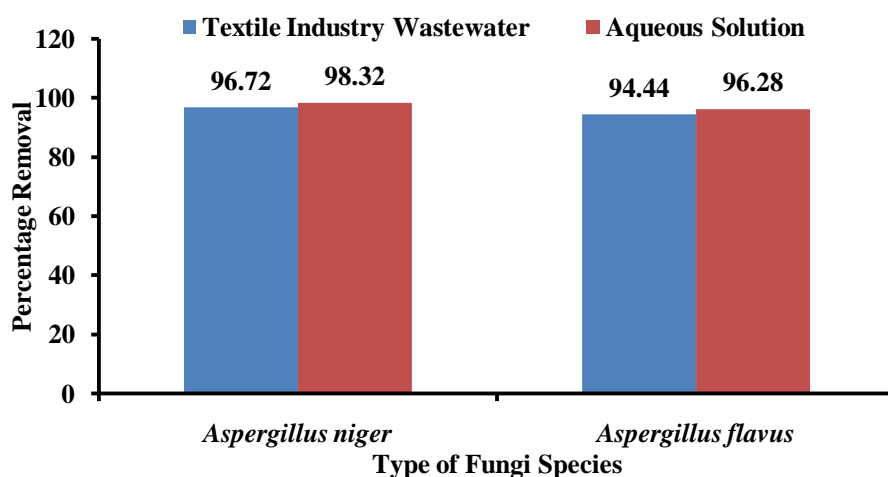 Textile Industry Wastewater
Aqueous Solution
120
100
80
60
40
20
0
Percentage Removal
96.72
98.32
94.44
96.28
Aspergillus niger
Aspergillus flavus
Type of Fungi Species